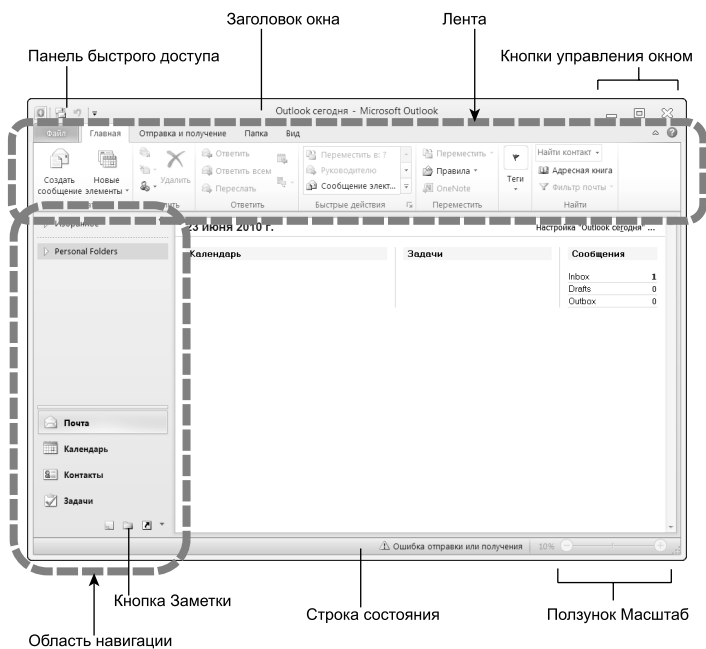 Заголовок окна
Лента
Панель быстрого доступа
Кнопки управления окном
Outlook сегодня - Microsoft Outlook
Файл
Главная
Отправка и получение
Папка
Вид
Создать
сообщение
Новые
элементы
Удалить
Ответить
Ответить всем
Переслать
Ответить
Переместить в: ?
Руководителю
Сообщение элект...
Быстрые действия
Переместить
Правила
OneNote
Переместить
Теги
Найти контакт
Адресная книга
Фильтр почты
Найти
Избранное
Personal Folders
23 июня 2010 г.
Настройка "Outlook сегодня" ...
Календарь
Задачи
Сообщения
Inbox 1
Drafts 0
Outbox 0
Почта
Календарь
Контакты
Задачи
Ошибка отправки или получения
10%
Кнопка Заметки
Строка состояния
Ползунок Масштаб
Область навигации